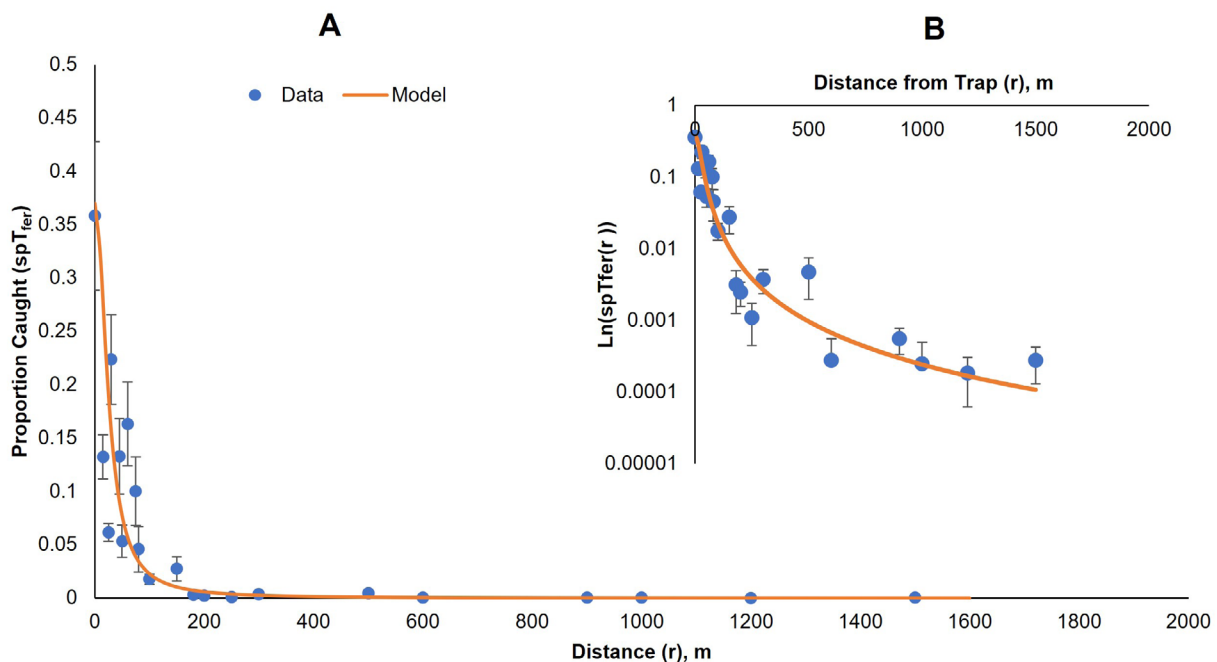 A
B
0.5
0.45
0.4
0.35
0.3
0.25
0.2
0.15
0.1
0.05
0
Proportion Caught (spTfer)
Data
Model
0 200 400 600 800 1000 1200 1400 1600 1800 2000
Distance (r), m
Distance from Trap (r), m
0 500 1000 1500 2000
1
0.1
0.01
0.001
0.0001
0.00001
Ln(spTfer(r ))